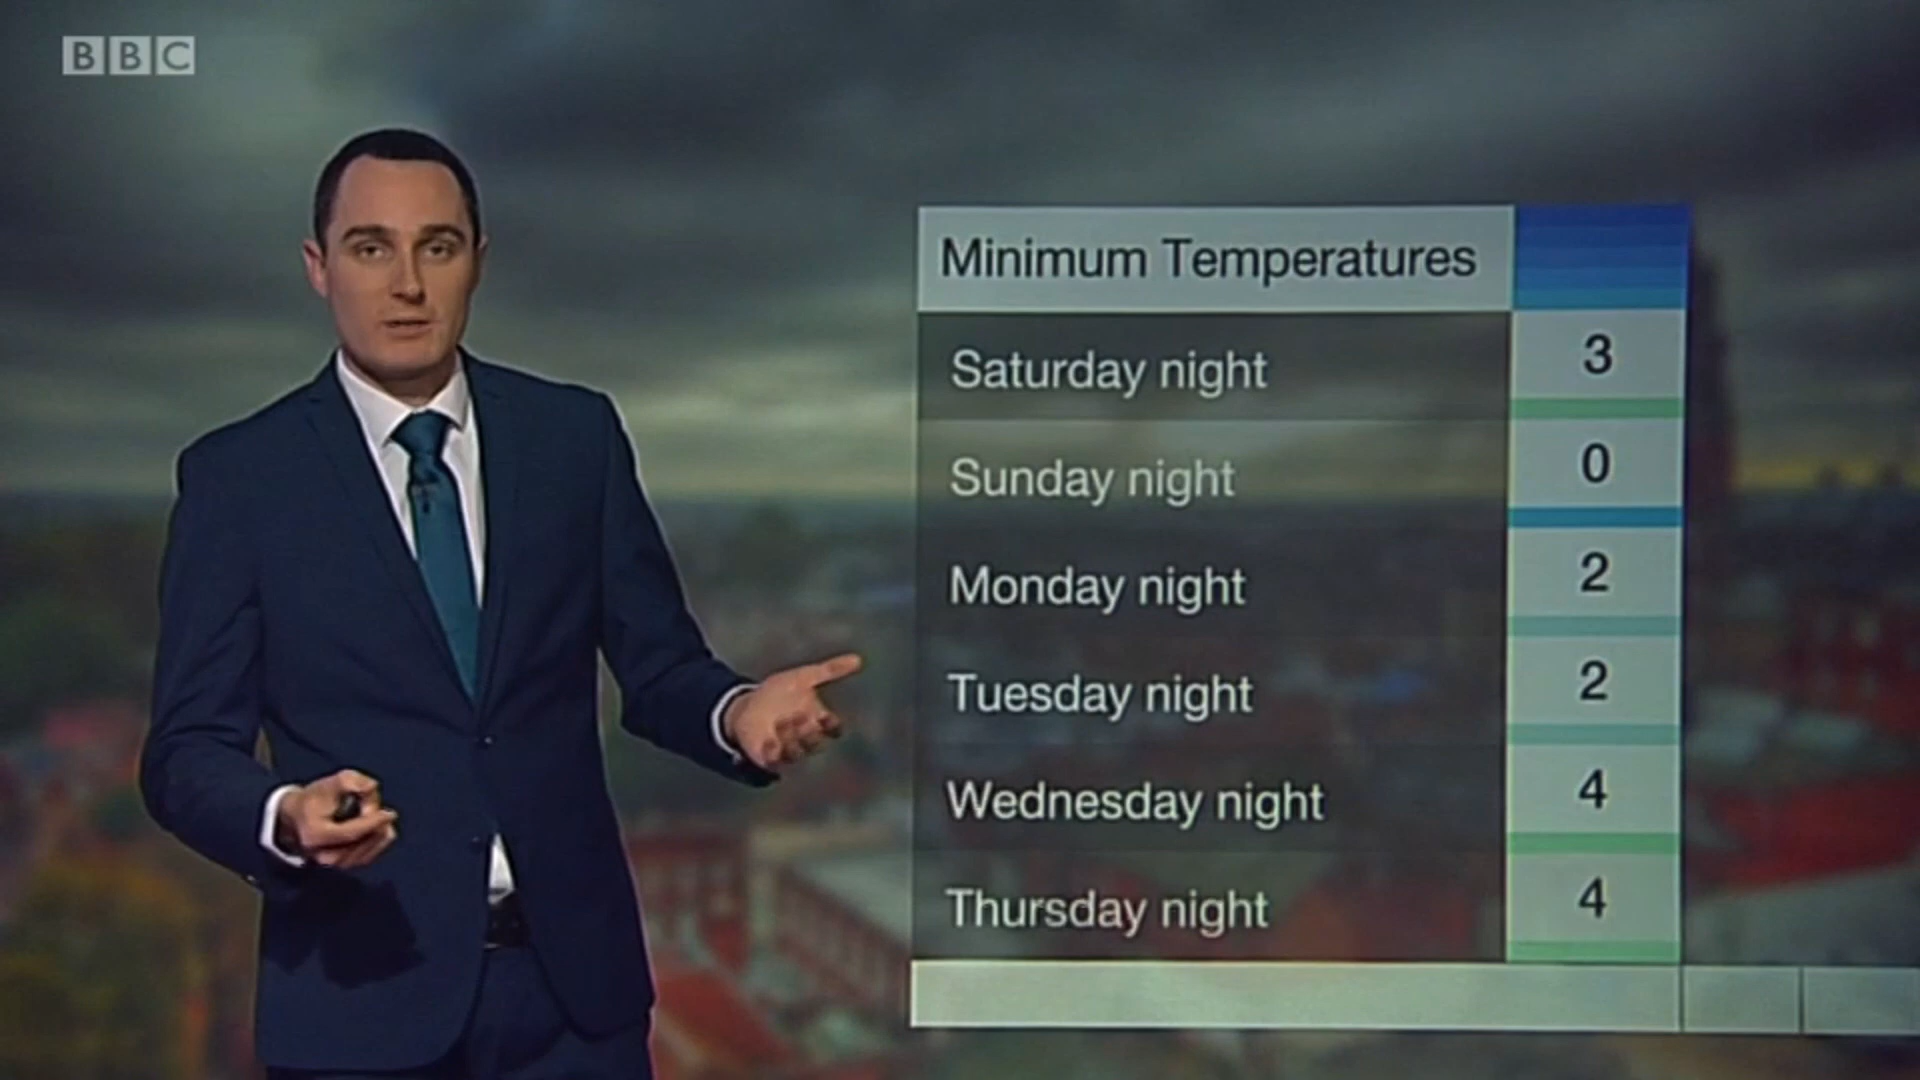 BBC
Minimum Temperatures
Saturday night 3
Sunday night 0
Monday night 2
Tuesday night 2
Wednesday night 4
Thursday night 4